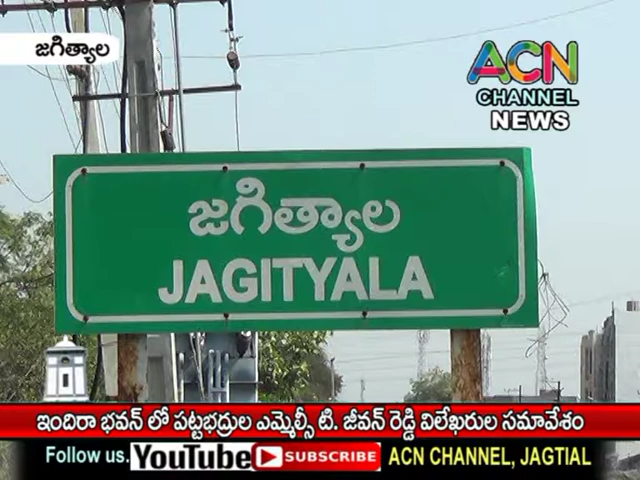 జగిత్యాల
ACN
CHANNEL
NEWS
జగిత్యాల
JAGITYALA
ఇందిరా భవన్ లో పట్టభద్రుల ఎమ్మెల్సీ టి. జీవన్ రెడ్డి విలేఖరుల సమావేశం
Follow us. YouTube SUBSCRIBE ACN CHANNEL, JAGTIAL